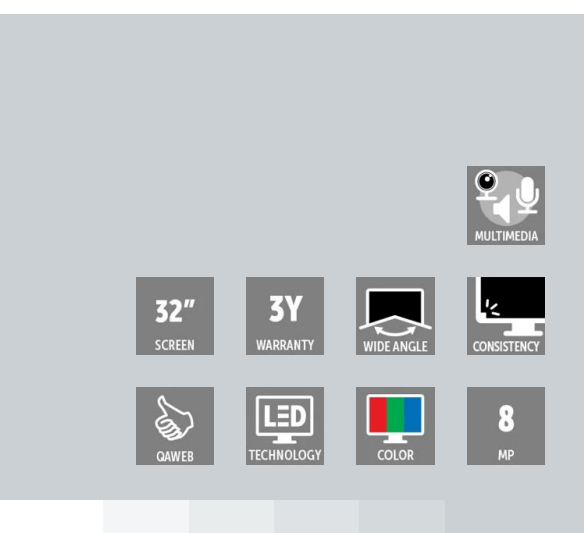 MULTIMEDIA
32"
SCREEN
3Y
WARRANTY
WIDE ANGLE
CONSISTENCY
QAWEB
LED
TECHNOLOGY
COLOR
8
MP